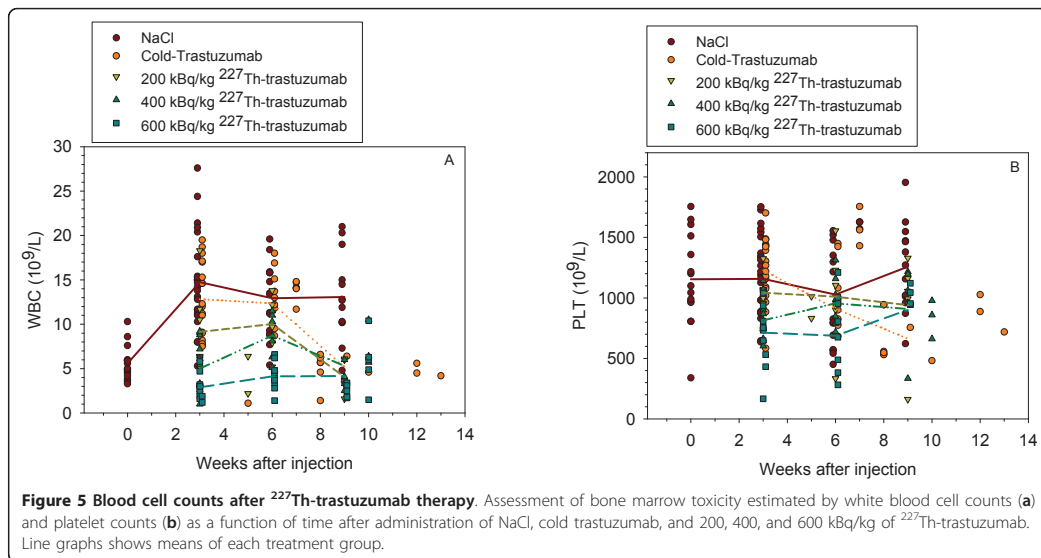 NaCl
Cold-Trastuzumab
200 kBq/kg 227Th-trastuzumab
400 kBq/kg 227Th-trastuzumab
600 kBq/kg 227Th-trastuzumab
A
WBC (10^9/L)
30
25
20
15
10
5
0
0 2 4 6 8 10 12 14
Weeks after injection
NaCl
Cold-Trastuzumab
200 kBq/kg 227Th-trastuzumab
400 kBq/kg 227Th-trastuzumab
600 kBq/kg 227Th-trastuzumab
B
PLT (10^9/L)
2000
1500
1000
500
0
0 2 4 6 8 10 12 14
Weeks after injection
Figure 5 Blood cell counts after 227Th-trastuzumab therapy. Assessment of bone marrow toxicity estimated by white blood cell counts (a)
and platelet counts (b) as a function of time after administration of NaCl, cold trastuzumab, and 200, 400, and 600 kBq/kg of 227Th-trastuzumab.
Line graphs shows means of each treatment group.